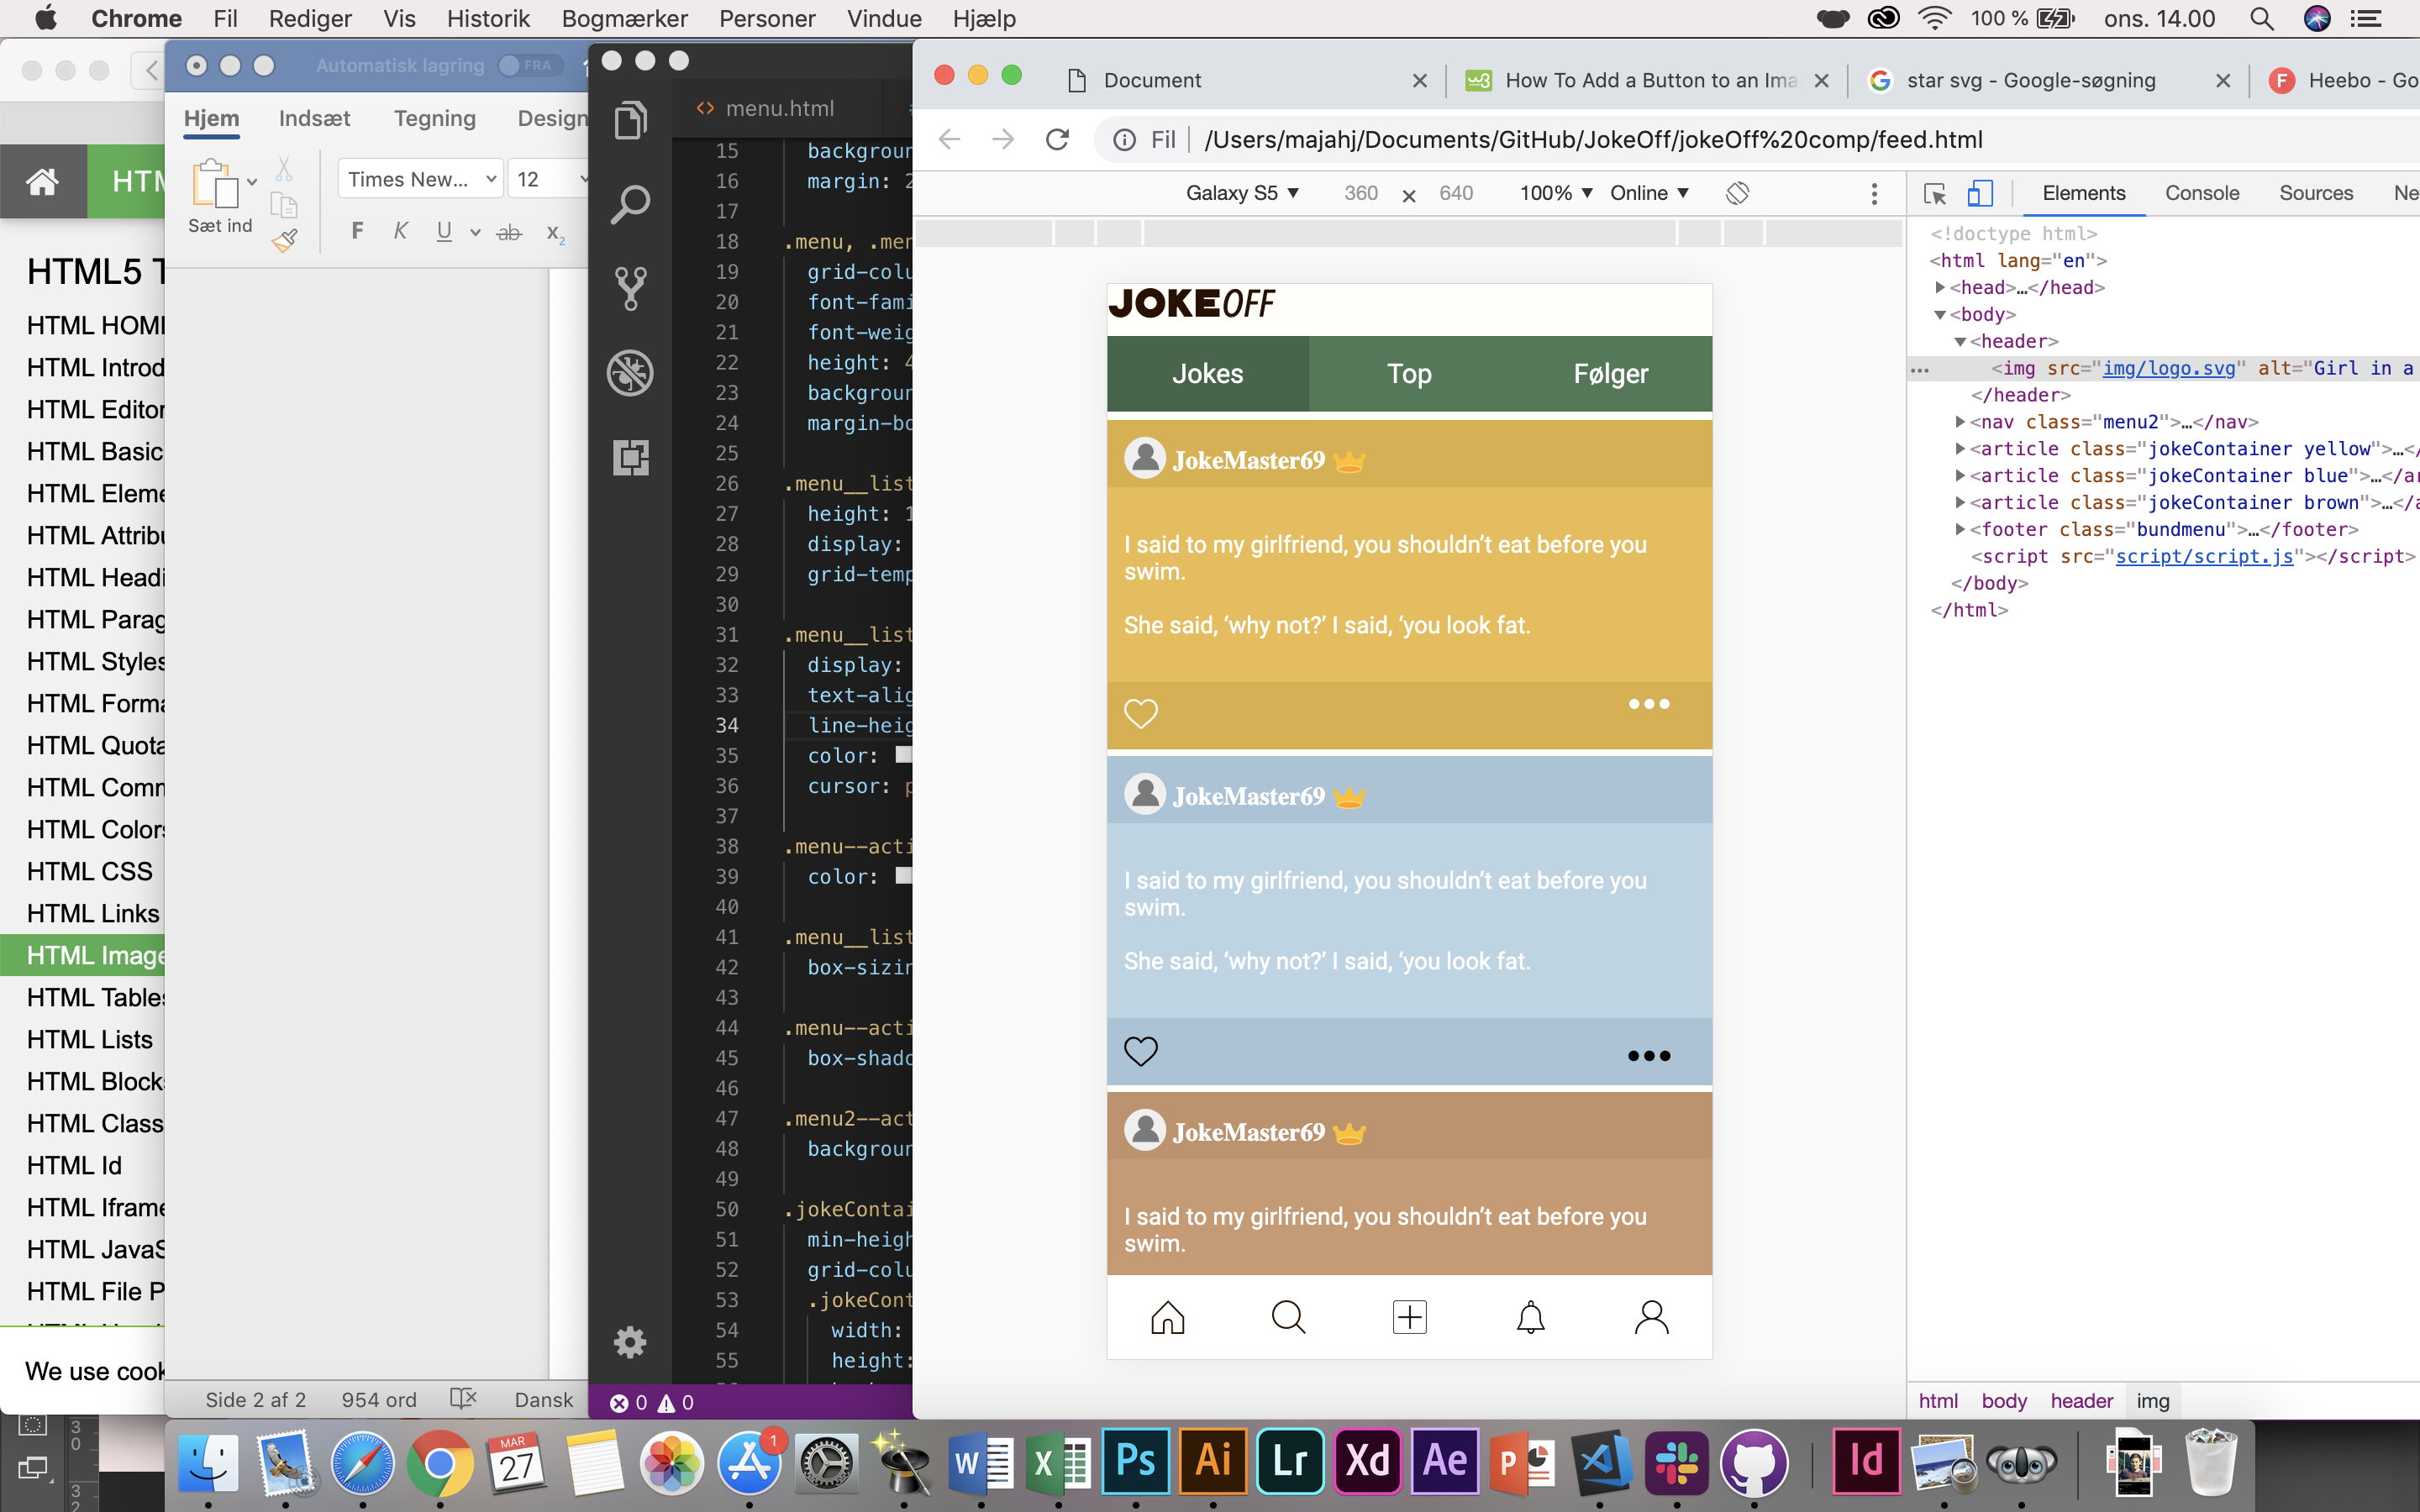 Chrome Fil Rediger Vis Historik Bogmærker Personer Vindue Hjælp 100 % ons. 14.00
HTML5
HTML Introd
HTML Editor
HTML Basic
HTML Eleme
HTML Attribu
HTML Headi
HTML Parag
HTML Styles
HTML Forma
HTML Quota
HTML Comm
HTML Colors
HTML CSS
HTML Links
HTML Image
HTML Tables
HTML Lists
HTML Block
HTML Class
HTML Id
HTML Iframe
HTML JavaS
HTML File P
We use cook
Automatisk lagring FRA
Hjem Indsæt Tegning Design
Sæt ind
Times New... 12
F K U ab X2
Side 2 af 2 954 ord Dansk
menu.html
15 backgroun
16 margin: 2
17
18 .menu, .men
19 grid-colu
20 font-fami
21 font-weig
22 height: 4
23 backgroun
24 margin-bo
25
26 .menu__list
27 height: 1
28 display:
29 grid-temp
30
31 .menu__list
32 display:
33 text-alig
34 line-heig
35 color:
36 cursor: p
37
38 .menu--acti
39 color:
40
41 .menu__list
42 box-sizin
43
44 .menu--acti
45 box-shado
46
47 .menu2--act
48 backgroun
49
50 .jokeContai
51 min-heigh
52 grid-colu
53 .jokeCont
54 width:
55 height:
0 0
Document How To Add a Button to an Ima star svg - Google-søgning Heebo - Go
Fil /Users/majahj/Documents/GitHub/JokeOff/jokeOff%20comp/feed.html
Galaxy S5 360 × 640 100% Online
JOKEOFF
Jokes Top Følger
JokeMaster69
I said to my girlfriend, you shouldn’t eat before you
swim.
She said, ‘why not?’ I said, ‘you look fat.
JokeMaster69
I said to my girlfriend, you shouldn’t eat before you
swim.
She said, ‘why not?’ I said, ‘you look fat.
JokeMaster69
I said to my girlfriend, you shouldn’t eat before you
swim.
Elements Console Sources Ne
<!doctype html>
<html lang="en">
<head>…</head>
<body>
<header>
<img src="img/logo.svg" alt="Girl in a
</header>
<nav class="menu2">…</nav>
<article class="jokeContainer yellow">…</
<article class="jokeContainer blue">…</ar
<article class="jokeContainer brown">…</a
<footer class="bundmenu">…</footer>
<script src="script/script.js"></script>
</body>
</html>
html body header img
MAR
27
1
W X Ps Ai Lr Xd Ae P Id